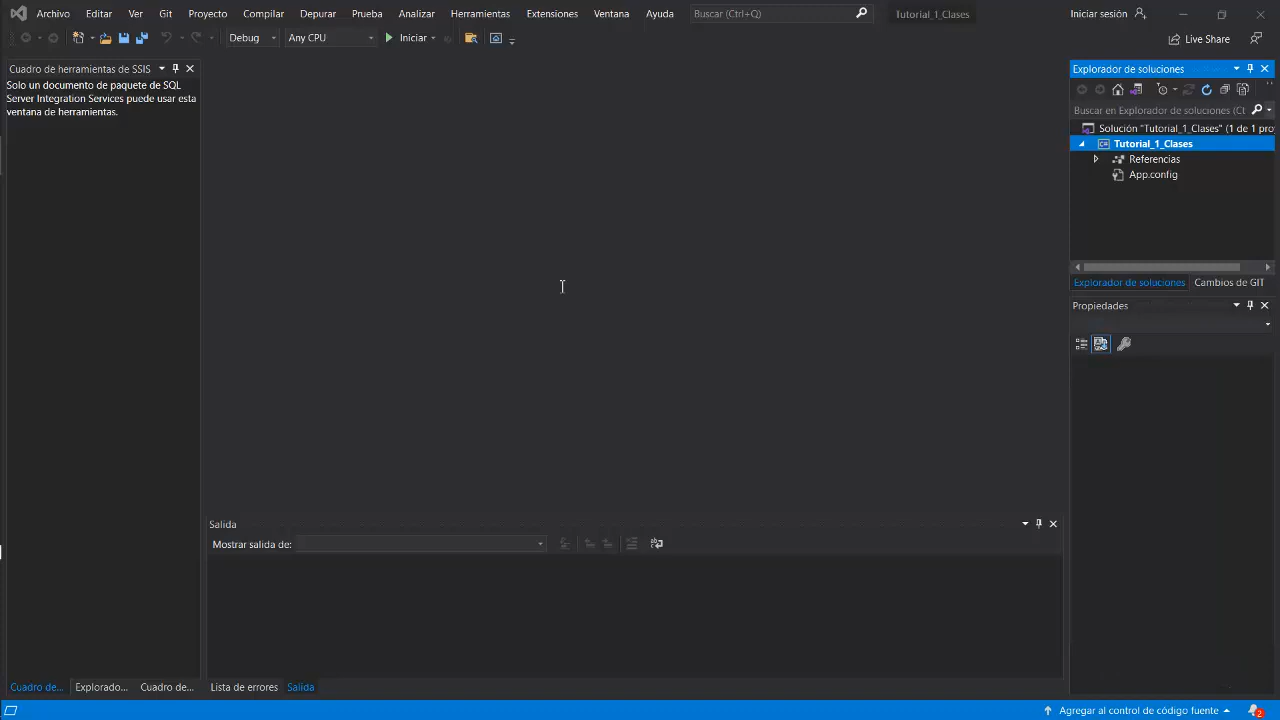 Archivo Editar Ver Git Proyecto Compilar Depurar Prueba Analizar Herramientas Extensiones Ventana Ayuda Buscar (Ctrl+Q) Tutorial_1_Clases Iniciar sesión
Debug Any CPU Iniciar Live Share
Cuadro de herramientas de SSIS
Solo un documento de paquete de SQL
Server Integration Services puede usar esta
ventana de herramientas.
Explorador de soluciones
Buscar en Explorador de soluciones (Ct
Solución "Tutorial_1_Clases" (1 de 1 pro
Tutorial_1_Clases
Referencias
App.config
Explorador de soluciones Cambios de GIT
Propiedades
Salida
Mostrar salida de:
Cuadro de... Explorado... Cuadro de... Lista de errores Salida
Agregar al control de código fuente 2